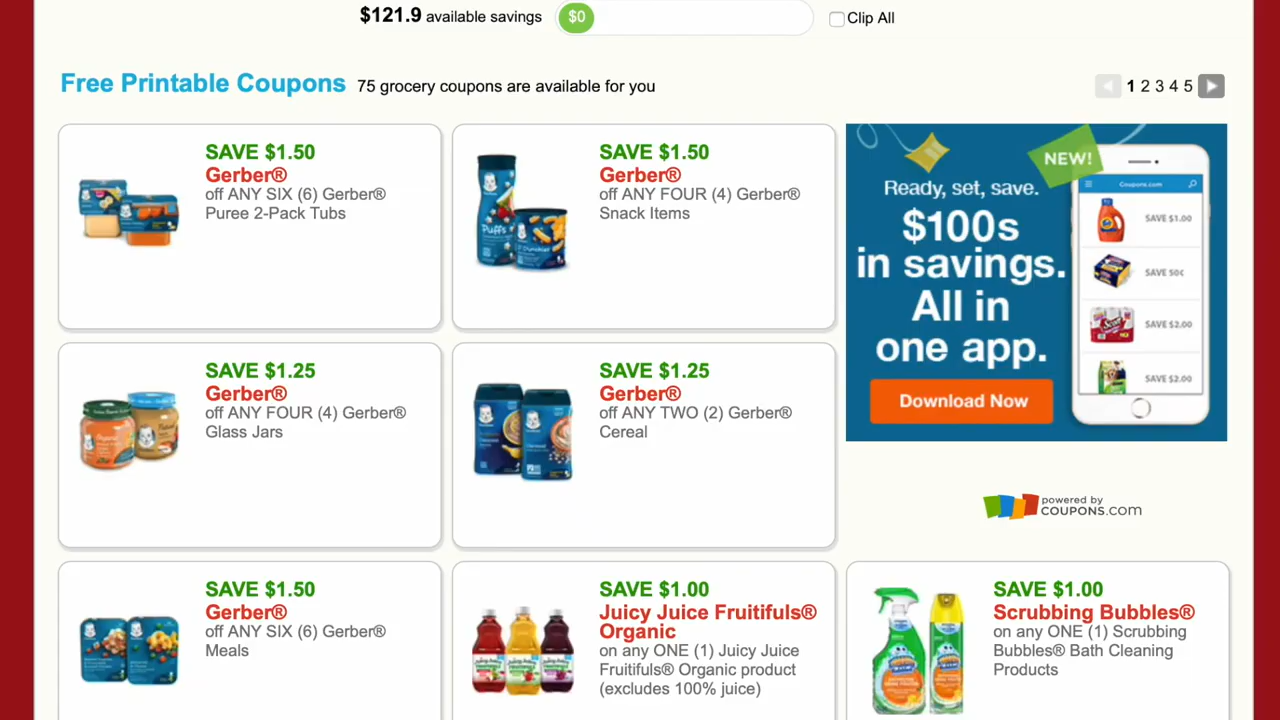 $121.9 available savings
$0
Clip All
Free Printable Coupons 75 grocery coupons are available for you
1 2 3 4 5
SAVE $1.50
Gerber®
off ANY SIX (6) Gerber®
Puree 2-Pack Tubs
SAVE $1.50
Gerber®
off ANY FOUR (4) Gerber®
Snack Items
Puffs
NEW!
Ready, set, save.
$100s
in savings.
All in
one app.
Download Now
Coupons.com
SAVE $1.00
SAVE 50¢
SAVE $2.00
SAVE $2.00
SAVE $1.25
Gerber®
off ANY FOUR (4) Gerber®
Glass Jars
Organic
SAVE $1.25
Gerber®
off ANY TWO (2) Gerber®
Cereal
powered by
COUPONS.com
SAVE $1.50
Gerber®
off ANY SIX (6) Gerber®
Meals
SAVE $1.00
Juicy Juice Fruitifuls®
Organic
on any ONE (1) Juicy Juice
Fruitifuls® Organic product
(excludes 100% juice)
SAVE $1.00
Scrubbing Bubbles®
on any ONE (1) Scrubbing
Bubbles® Bath Cleaning
Products